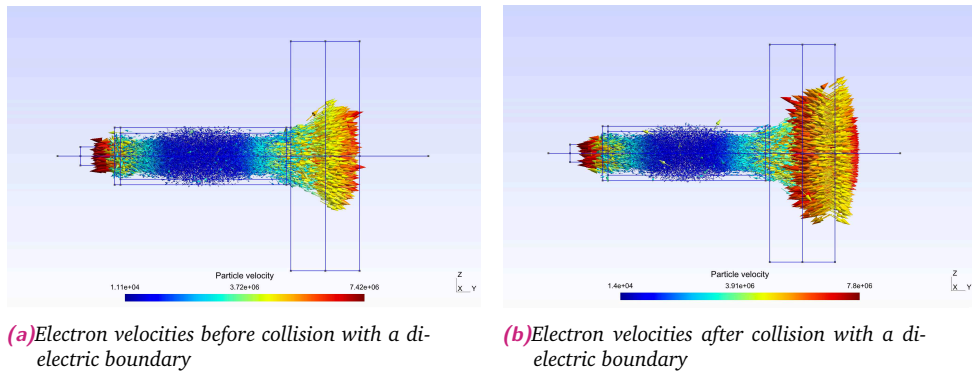 Particle velocity
1.11e+04 3.72e+06 7.42e+06
Z
X Y
(a)Electron velocities before collision with a di-
electric boundary
Particle velocity
1.4e+04 3.91e+06 7.8e+06
Z
X Y
(b)Electron velocities after collision with a di-
electric boundary